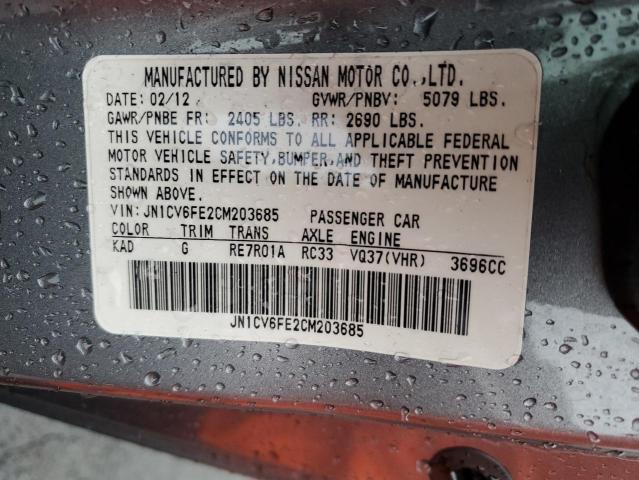 MANUFACTURED BY NISSAN MOTOR CO.,LTD.
DATE: 02/12 GVWR/PNBV: 5079 LBS.
GAWR/PNBE FR: 2405 LBS. RR: 2690 LBS.
THIS VEHICLE CONFORMS TO ALL APPLICABLE FEDERAL
MOTOR VEHICLE SAFETY,BUMPER,AND THEFT PREVENTION
STANDARDS IN EFFECT ON THE DATE OF MANUFACTURE
SHOWN ABOVE.
VIN:JN1CV6FE2CM203685 PASSENGER CAR
COLOR TRIM TRANS AXLE ENGINE
KAD G RE7R01A RC33 VQ37(VHR) 3696CC
JN1CV6FE2CM203685